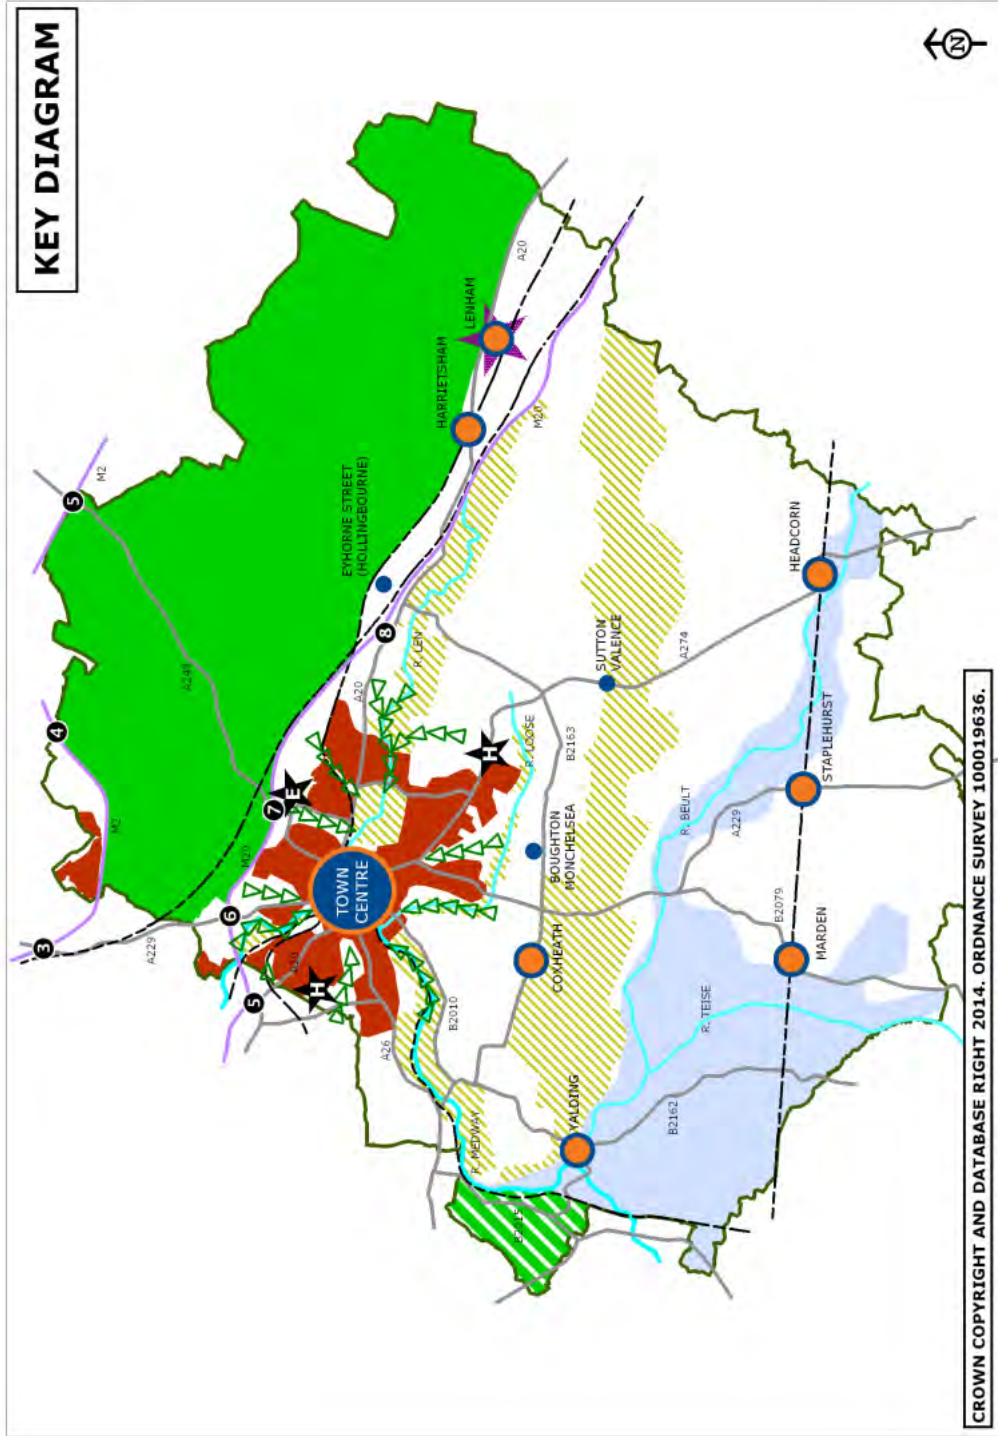 KEY DIAGRAM
3
4
5
M2
M2
A229
A249
6
M20
5
7
E
H
TOWN
CENTRE
EYHORNE STREET
(HOLLINGBOURNE)
A20
8
A26
R. LEN
HARRIETSHAM
LENHAM
A20
B2010
R. MEDWAY
H
R. LOOSE
M20
B2015
COXHEATH
BOUGHTON
MONCHELSEA
B2163
YALDING
SUTTON
VALENCE
B2162
R. BEULT
A274
R. TEISE
A229
B2079
HEADCORN
MARDEN
STAPLEHURST
N
CROWN COPYRIGHT AND DATABASE RIGHT 2014. ORDNANCE SURVEY 100019636.